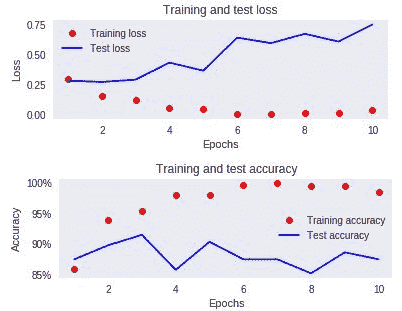 Training and test loss
0.75
0.50
0.25
0.00
Loss
Training loss
Test loss
2 4 6 8 10
Epochs
Training and test accuracy
100%
95%
90%
85%
Accuracy
Training accuracy
Test accuracy
2 4 6 8 10
Epochs